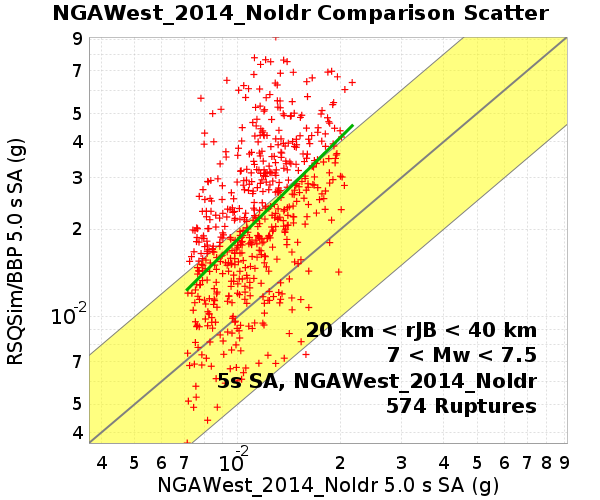 NGAWest_2014_NoIdr Comparison Scatter
RSQSim/BBP 5.0 s SA (g)
9
7
5
4
3
2
10-2
7
5
4
20 km < rJB < 40 km
7 < Mw < 7.5
5s SA, NGAWest_2014_NoIdr
574 Ruptures
4 5 6 7 10-2 2 3 4 5 6 7 8 9
NGAWest_2014_NoIdr 5.0 s SA (g)